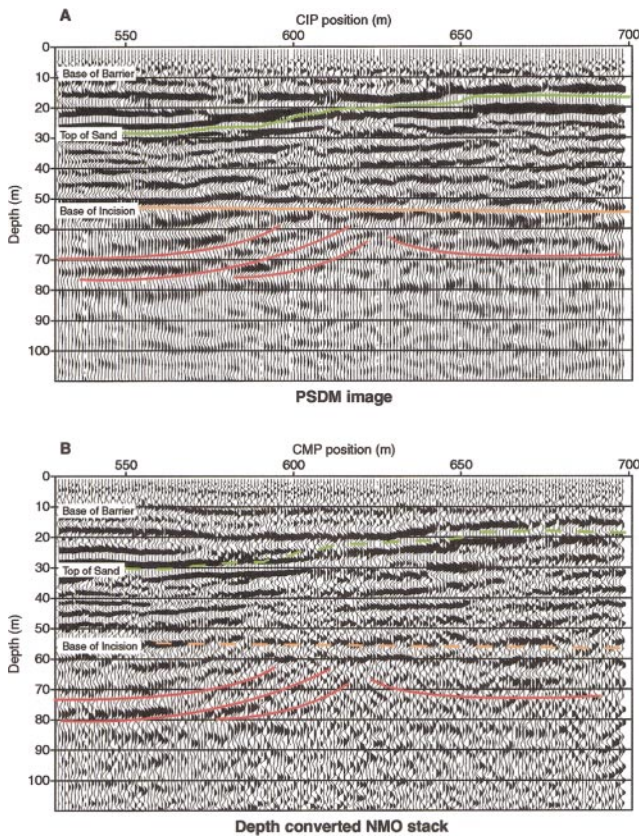 A
CIP position (m)
550 600 650 700
0
Base of Barrier
10
20
Top of Sand
30
40
50
Base of Incision
60
70
80
90
100
Depth (m)
PSDM image
B
CMP position (m)
550 600 650 700
0
10
Base of Barrier
20
30
Top of Sand
40
50
Base of Incision
60
70
80
90
100
Depth (m)
Depth converted NMO stack